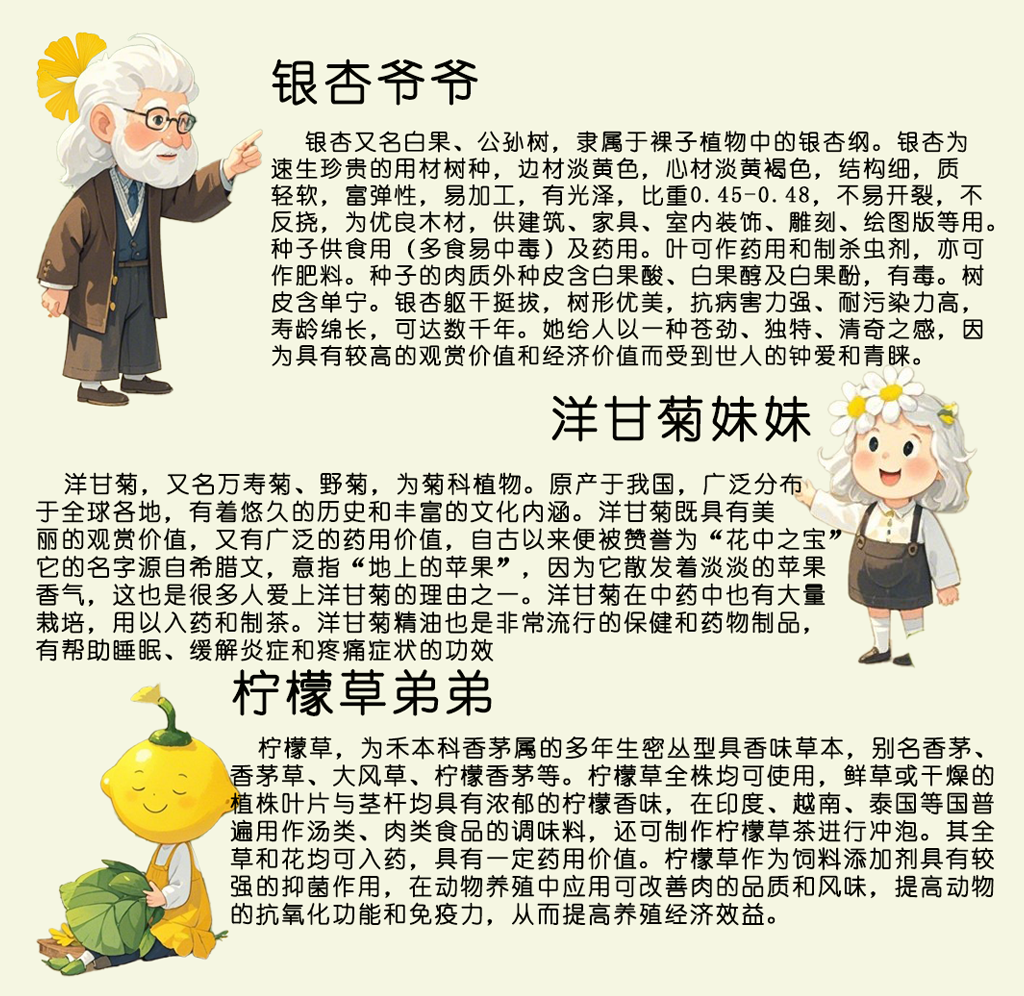 银杏爷爷
银杏又名白果、公孙树，隶属于裸子植物中的银杏纲。银杏为
速生珍贵的用材树种，边材淡黄色，心材淡黄褐色，结构细，质
轻软，富弹性，易加工，有光泽，比重0.45-0.48，不易开裂，不
反挠，为优良木材，供建筑、家具、室内装饰、雕刻、绘图版等用。
种子供食用（多食易中毒）及药用。叶可作药用和制杀虫剂，亦可
作肥料。种子的肉质外种皮含白果酸、白果醇及白果酚，有毒。树
皮含单宁。银杏躯干挺拔，树形优美，抗病害力强、耐污染力高，
寿龄绵长，可达数千年。她给人以一种苍劲、独特、清奇之感，因
为具有较高的观赏价值和经济价值而受到世人的钟爱和青睐。
洋甘菊妹妹
洋甘菊，又名万寿菊、野菊，为菊科植物。原产于我国，广泛分布
于全球各地，有着悠久的历史和丰富的文化内涵。洋甘菊既具有美
丽的观赏价值，又有广泛的药用价值，自古以来便被赞誉为“花中之宝”
它的名字源自希腊文，意指“地上的苹果”，因为它散发着淡淡的苹果
香气，这也是很多人爱上洋甘菊的理由之一。洋甘菊在中药中也有大量
栽培，用以入药和制茶。洋甘菊精油也是非常流行的保健和药物制品，
有帮助睡眠、缓解炎症和疼痛症状的功效
柠檬草弟弟
柠檬草，为禾本科香茅属的多年生密丛型具香味草本，别名香茅、
香茅草、大风草、柠檬香茅等。柠檬草全株均可使用，鲜草或干燥的
植株叶片与茎杆均具有浓郁的柠檬香味，在印度、越南、泰国等国普
遍用作汤类、肉类食品的调味料，还可制作柠檬草茶进行冲泡。其全
草和花均可入药，具有一定药用价值。柠檬草作为饲料添加剂具有较
强的抑菌作用，在动物养殖中应用可改善肉的品质和风味，提高动物
的抗氧化功能和免疫力，从而提高养殖经济效益。